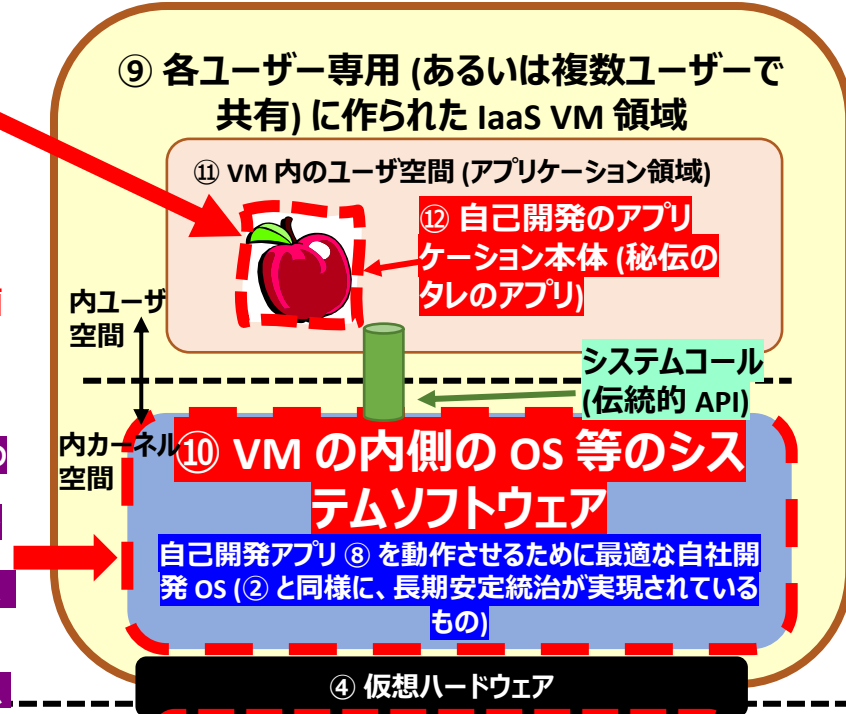 ⑨ 各ユーザー専用 (あるいは複数ユーザーで
共有) に作られた IaaS VM 領域
⑪ VM 内のユーザ空間 (アプリケーション領域)
⑫ 自己開発のアプリ
ケーション本体 (秘伝の
タレのアプリ)
内ユーザ
空間
システムコール
(伝統的 API)
内カーネル
空間
⑩ VM の内側の OS 等のシス
テムソフトウェア
自己開発アプリ ⑧ を動作させるために最適な自社開
発 OS (② と同様に、長期安定統治が実現されている
もの)
④ 仮想ハードウェア